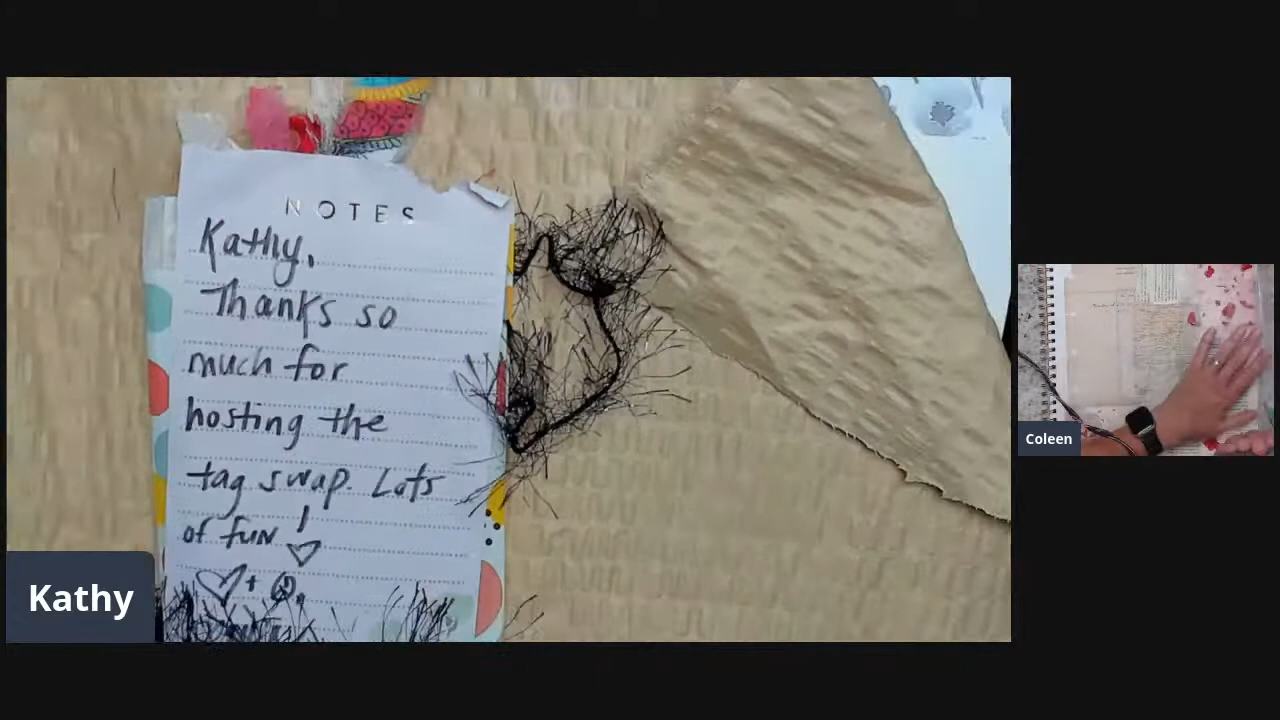 NOTES
Kathy,
Thanks so
much for
hosting the
tag swap. Lots
of fun!
Kathy
Coleen